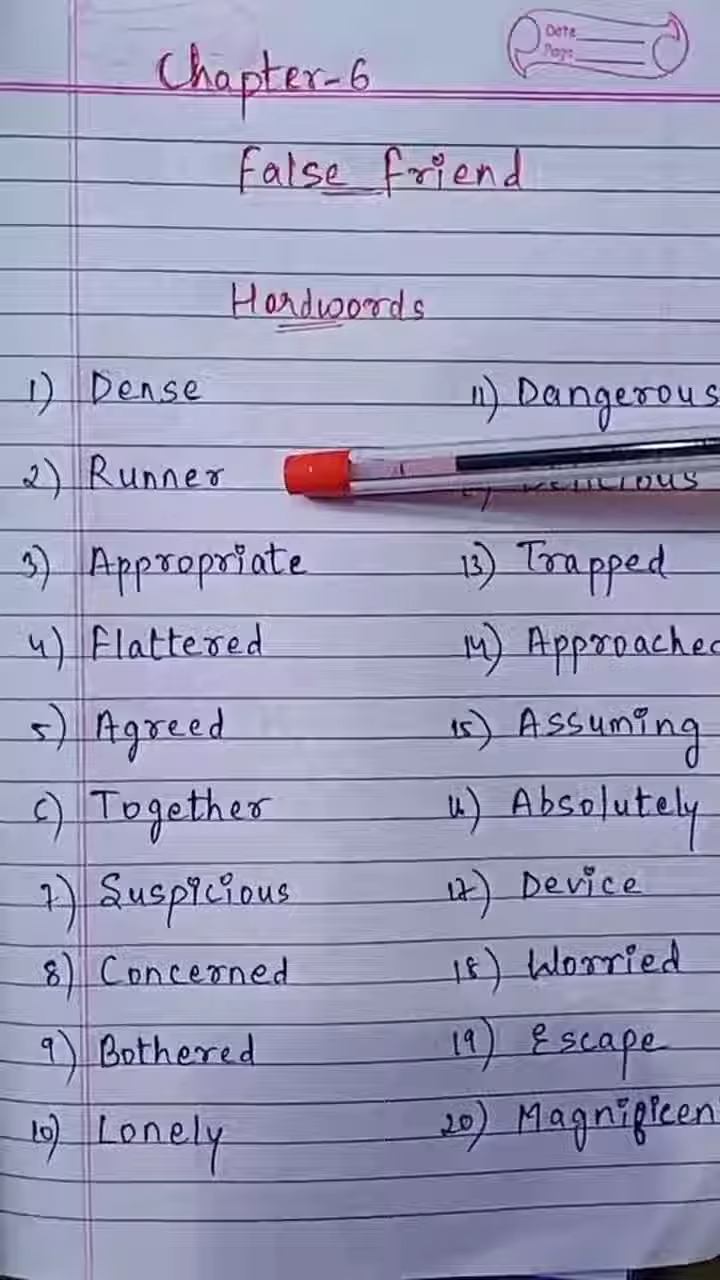 Date
Page
Chapter-6
False friend
Hardwords
1) Dense
2) Runner
3) Appropriate
4) Flattered
5) Agreed
6) Together
7) Suspicious
8) Concerned
9) Bothered
10) Lonely
11) Dangerous
13) Trapped
14) Approached
15) Assuming
16) Absolutely
17) Device
18) Worried
19) Escape
20) Magnificen